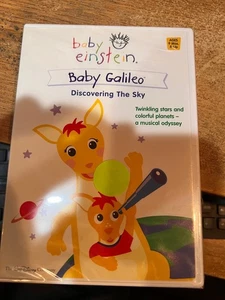 baby
einstein
Baby Galileo
Discovering The Sky
Twinkling stars and
colorful planets –
a musical odyssey